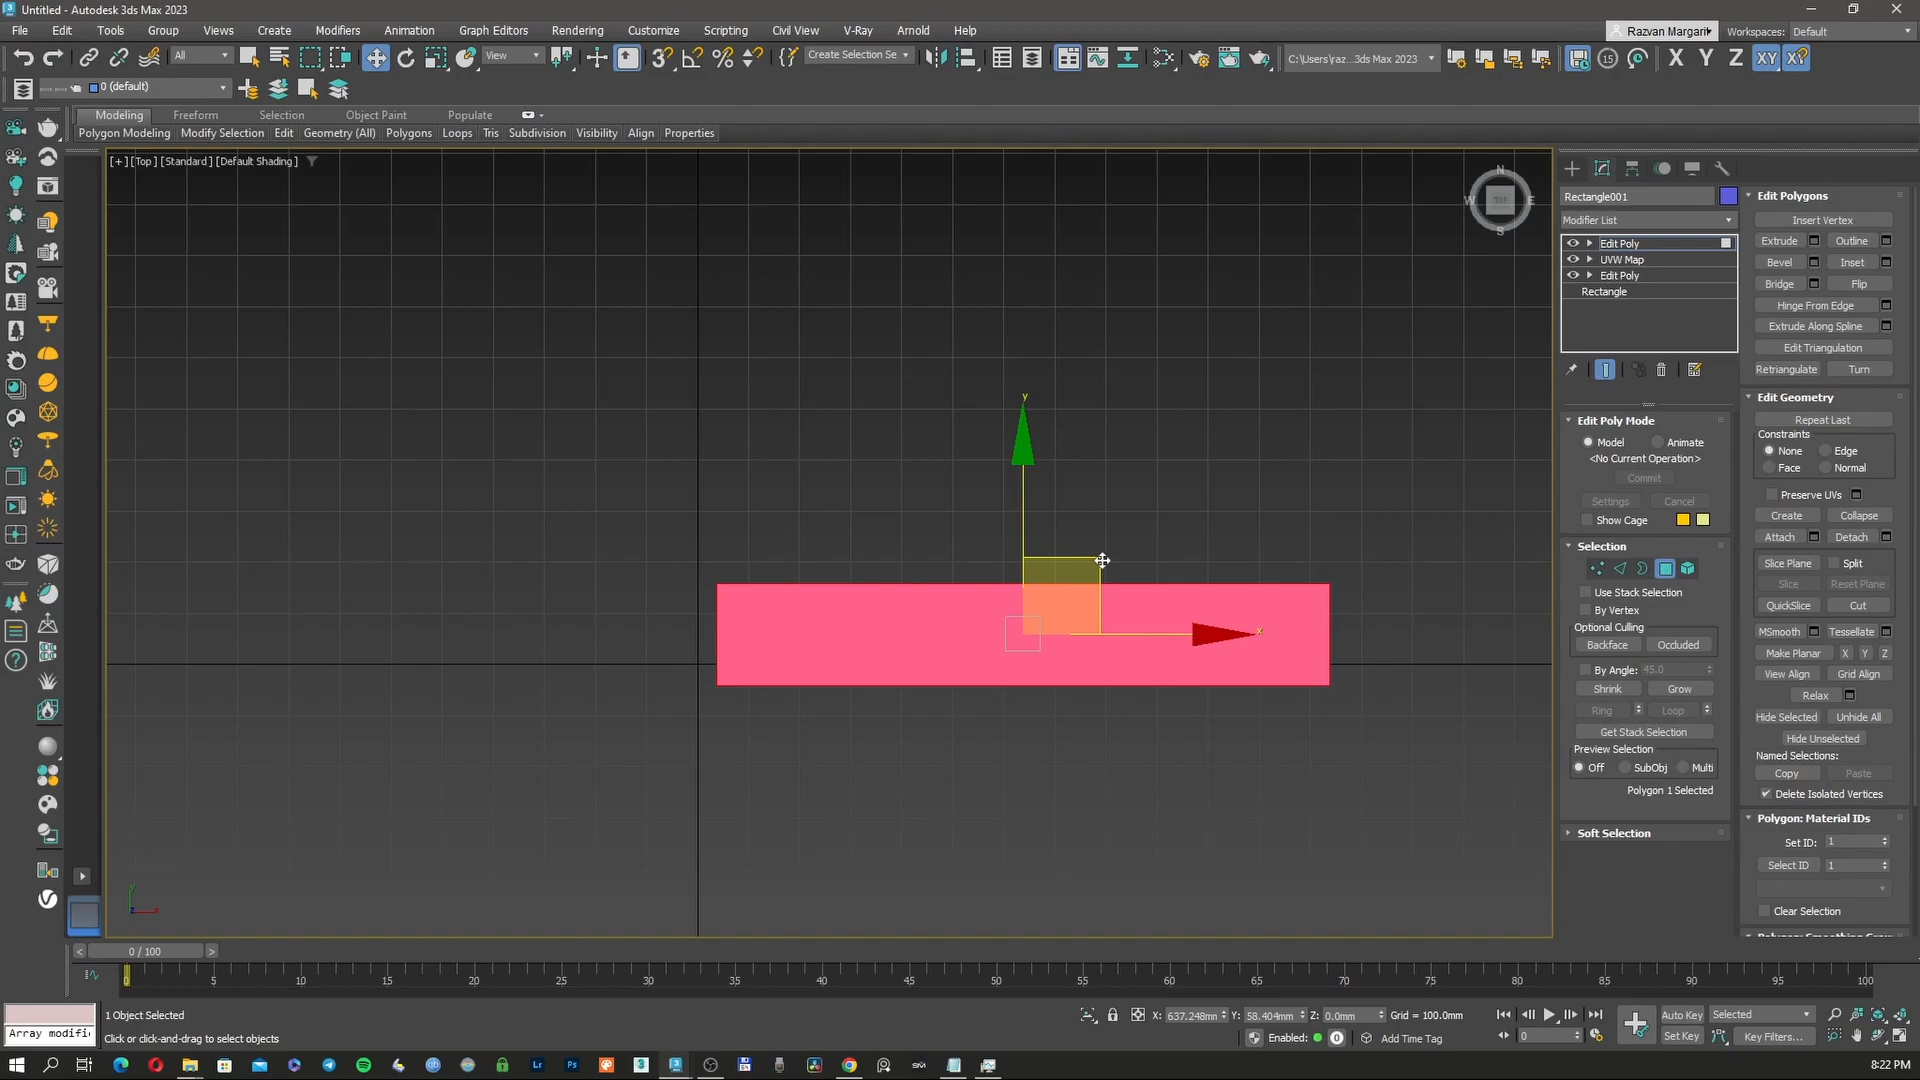 Untitled - Autodesk 3ds Max 2023
File Edit Tools Group Views Create Modifiers Animation Graph Editors Rendering Customize Scripting Civil View V-Ray Arnold Help
Razvan Margari Workspaces: Default
All View Create Selection Se C:\Users\raz...3ds Max 2023 15 X Y Z XY
0 (default)
Modeling Freeform Selection Object Paint Populate
Polygon Modeling Modify Selection Edit Geometry (All) Polygons Loops Tris Subdivision Visibility Align Properties
[+] [Top] [Standard] [Default Shading]
N
W TOP E
S
y
x
Rectangle001
Modifier List
Edit Poly
UVW Map
Edit Poly
Rectangle
Edit Poly Mode
Model Animate
<No Current Operation>
Commit
Settings Cancel
Show Cage
Selection
Use Stack Selection
By Vertex
Optional Culling
Backface Occluded
By Angle: 45.0
Shrink Grow
Ring Loop
Get Stack Selection
Preview Selection
Off SubObj Multi
Polygon 1 Selected
Soft Selection
Edit Polygons
Insert Vertex
Extrude Outline
Bevel Inset
Bridge Flip
Hinge From Edge
Extrude Along Spline
Edit Triangulation
Retriangulate Turn
Edit Geometry
Repeat Last
Constraints
None Edge
Face Normal
Preserve UVs
Create Collapse
Attach Detach
Slice Plane Split
Slice Reset Plane
QuickSlice Cut
MSmooth Tessellate
Make Planar X Y Z
View Align Grid Align
Relax
Hide Selected Unhide All
Hide Unselected
Named Selections:
Copy Paste
Delete Isolated Vertices
Polygon: Material IDs
Set ID: 1
Select ID 1
Clear Selection
< 0 / 100 >
0 5 10 15 20 25 30 35 40 45 50 55 60 65 70 75 80 85 90 95 100
1 Object Selected
Array modifi
Click or click-and-drag to select objects
X: 637.248mm Y: 58.404mm Z: 0.0mm Grid = 100.0mm
Enabled: 0 Add Time Tag
Auto Key Selected
0 Set Key Key Filters...
8:22 PM